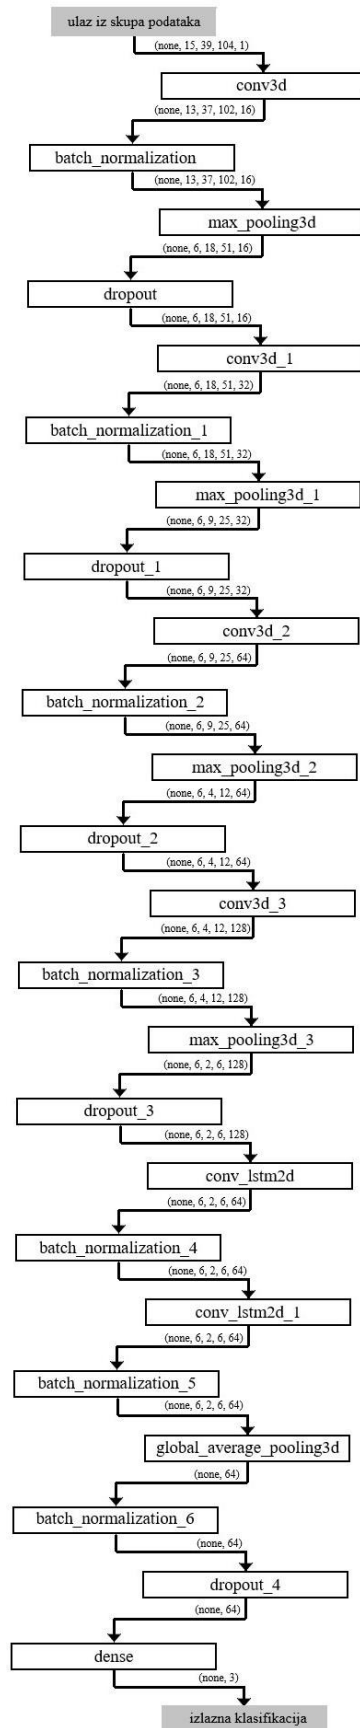 ulaz iz skupa podataka
(none, 15, 39, 104, 1)
conv3d
(none, 13, 37, 102, 16)
batch_normalization
(none, 13, 37, 102, 16)
max_pooling3d
(none, 6, 18, 51, 16)
dropout
(none, 6, 18, 51, 16)
conv3d_1
(none, 6, 18, 51, 32)
batch_normalization_1
(none, 6, 18, 51, 32)
max_pooling3d_1
(none, 6, 9, 25, 32)
dropout_1
(none, 6, 9, 25, 32)
conv3d_2
(none, 6, 9, 25, 64)
batch_normalization_2
(none, 6, 9, 25, 64)
max_pooling3d_2
(none, 6, 4, 12, 64)
dropout_2
(none, 6, 4, 12, 64)
conv3d_3
(none, 6, 4, 12, 128)
batch_normalization_3
(none, 6, 4, 12, 128)
max_pooling3d_3
(none, 6, 2, 6, 128)
dropout_3
(none, 6, 2, 6, 128)
conv_lstm2d
(none, 6, 2, 6, 64)
batch_normalization_4
(none, 6, 2, 6, 64)
conv_lstm2d_1
(none, 6, 2, 6, 64)
batch_normalization_5
(none, 6, 2, 6, 64)
global_average_pooling3d
(none, 64)
batch_normalization_6
(none, 64)
dropout_4
(none, 64)
dense
(none, 3)
izlazna klasifikacija